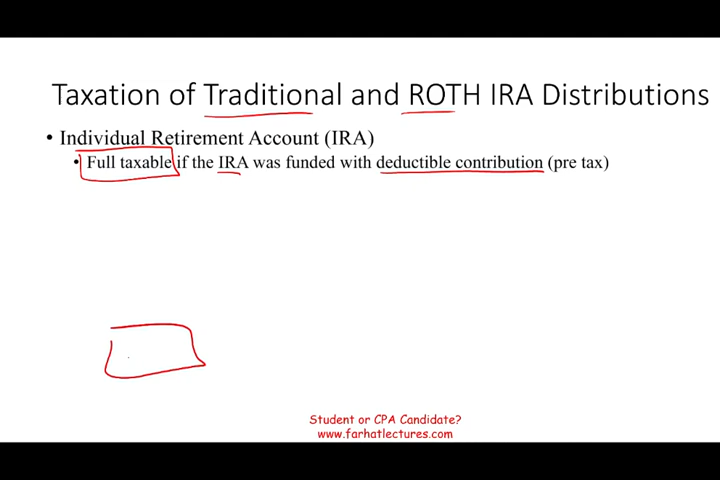 Taxation of Traditional and ROTH IRA Distributions
• Individual Retirement Account (IRA)
• Full taxable if the IRA was funded with deductible contribution (pre tax)
Student or CPA Candidate?
www.farhatlectures.com